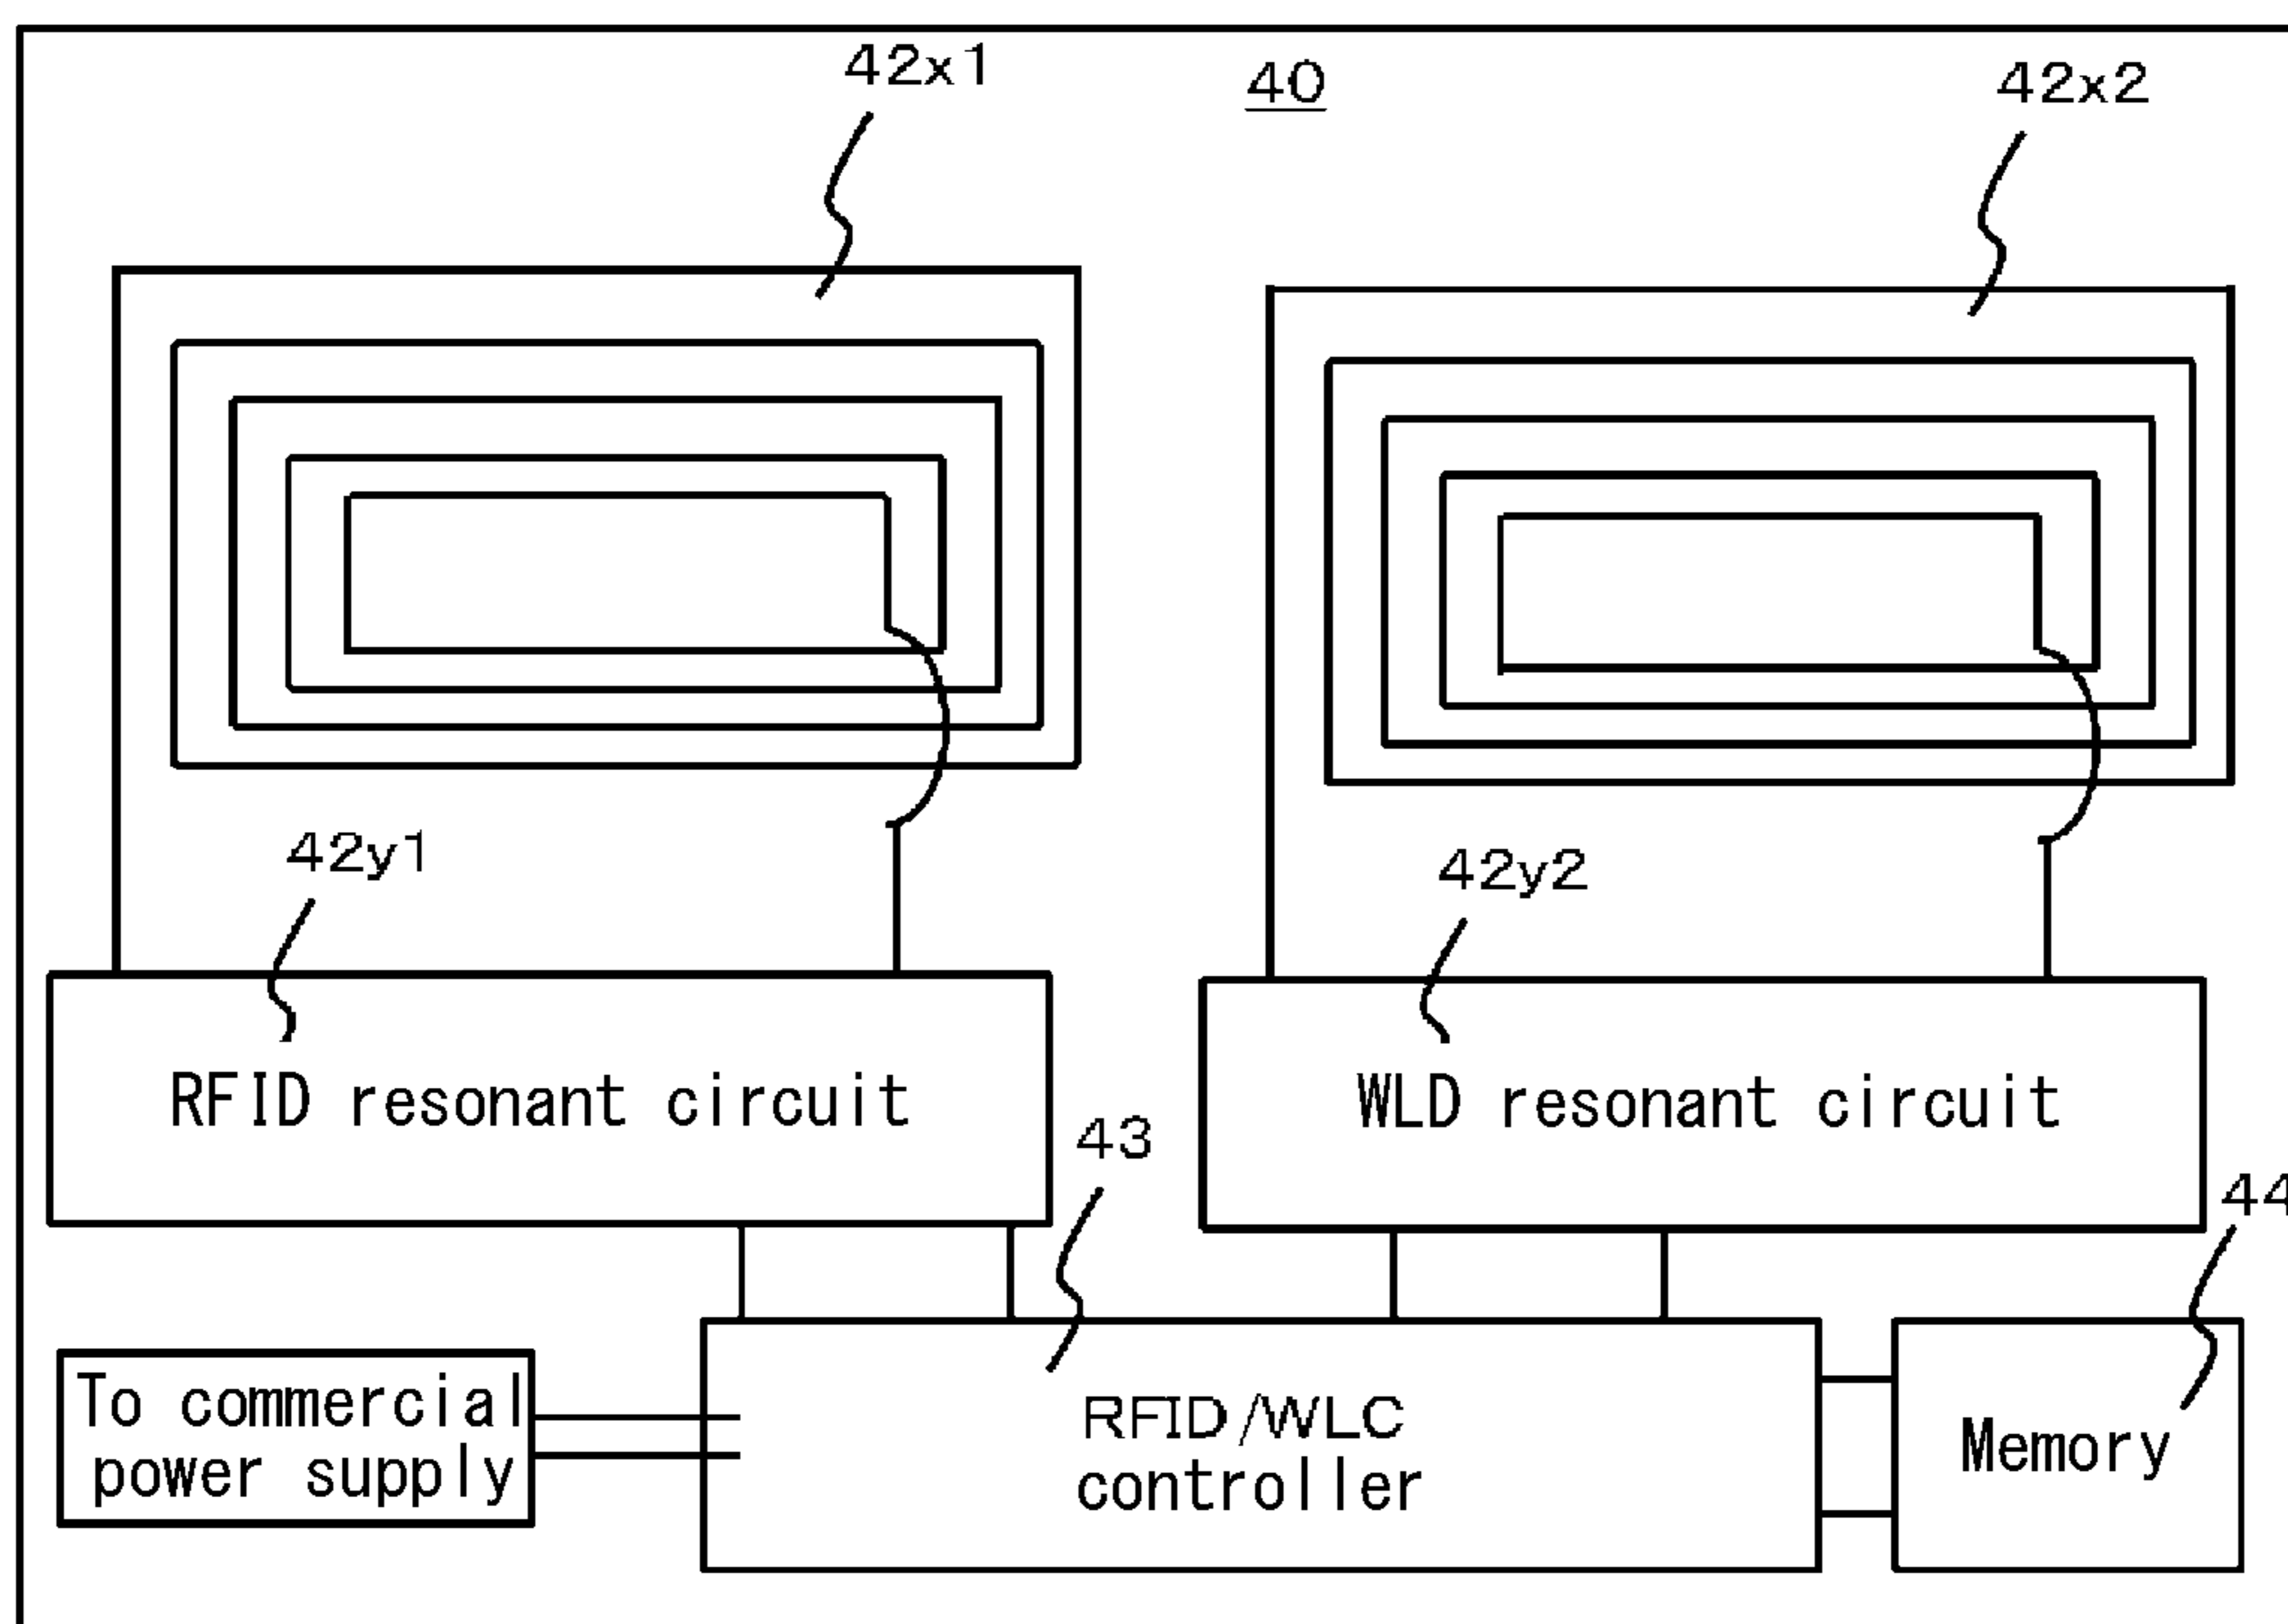 42x1
40
42x2
42y1
42y2
RFID resonant circuit
WLD resonant circuit
43
44
To commercial
power supply
RFID/WLC
controller
Memory